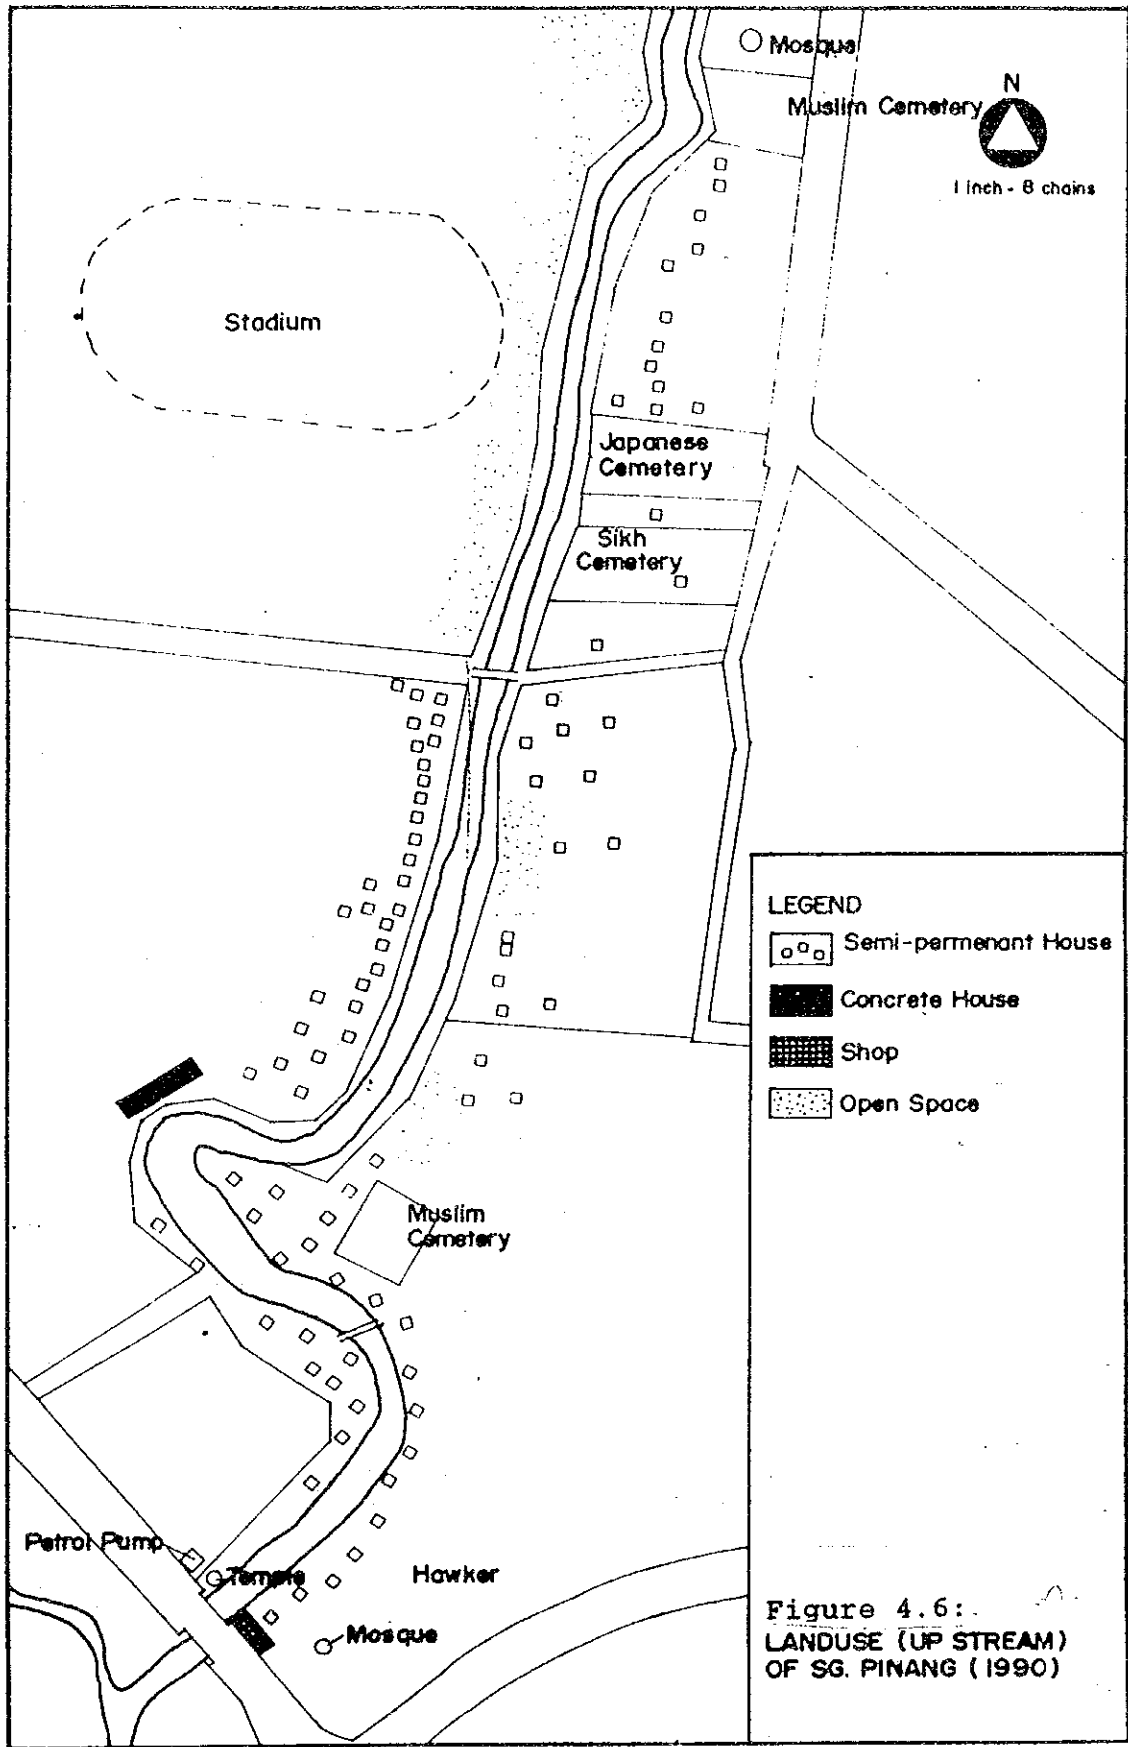 Mosque
Muslim Cemetery
N
1 inch - 8 chains
Stadium
Japanese
Cemetery
Sikh
Cemetery
LEGEND
Semi-permenant House
Concrete House
Shop
Open Space
Muslim
Cemetery
Petrol Pump
Temple
Hawker
Mosque
Figure 4.6:
LANDUSE (UP STREAM)
OF SG. PINANG (1990)